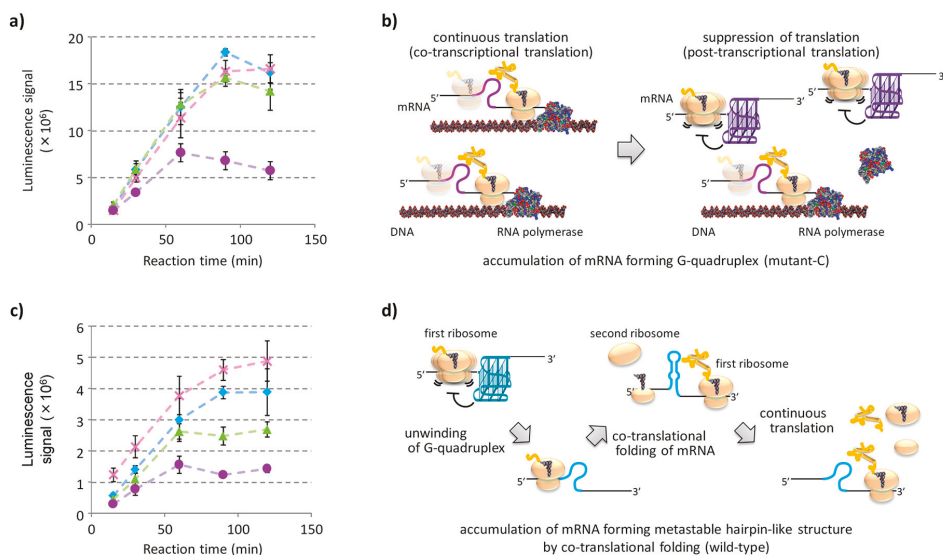 a)
Luminescence signal
(×10⁶)
20
15
10
5
0
0
50
100
150
Reaction time (min)
b)
continuous translation
(co-transcriptional translation)
suppression of translation
(post-transcriptional translation)
5′
mRNA
5′
DNA
RNA polymerase
mRNA
5′
3′
5′
3′
5′
DNA
RNA polymerase
accumulation of mRNA forming G-quadruplex (mutant-C)
c)
Luminescence
signal (×10⁶)
6
5
4
3
2
1
0
0
50
100
150
Reaction time (min)
d)
first ribosome
3′
5′
unwinding
of G-quadruplex
5′
3′
second ribosome
first ribosome
5′
3′
co-translational
folding of mRNA
continuous
translation
5′
3′
accumulation of mRNA forming metastable hairpin-like structure
by co-translational folding (wild-type)